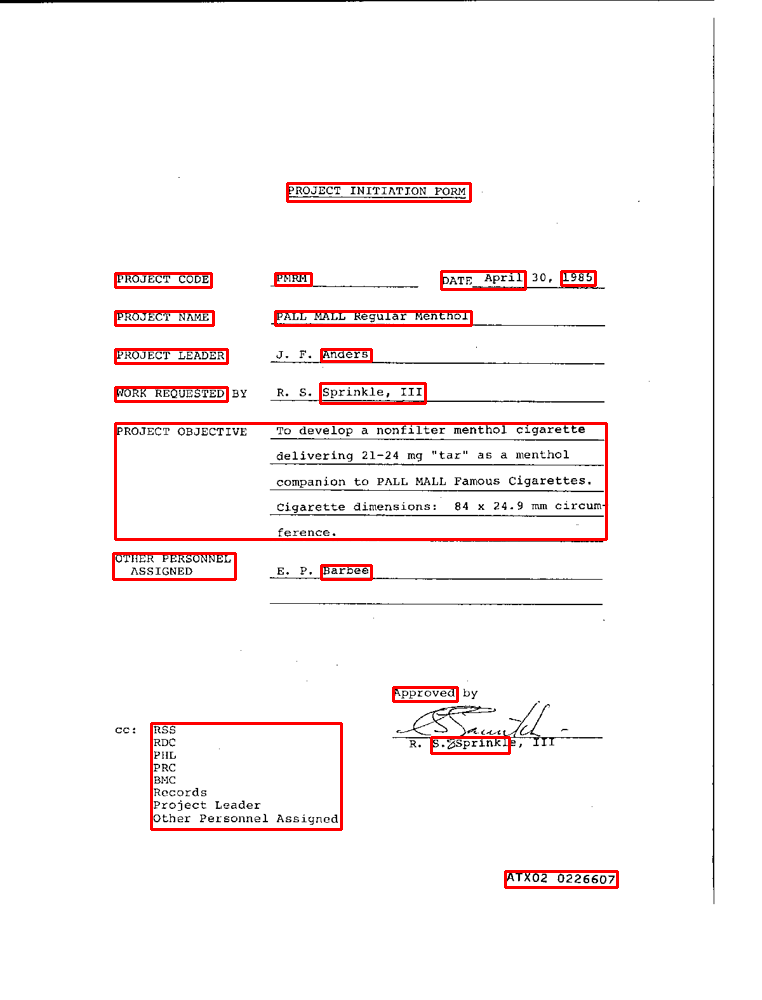 PROJECT INITIATION FORM
PROJECT CODE PMRM DATE April 30, 1985
PROJECT NAME PALL MALL Regular Menthol
PROJECT LEADER J. F. Anders
WORK REQUESTED BY R. S. Sprinkle, III
PROJECT OBJECTIVE To develop a nonfilter menthol cigarette
delivering 21-24 mg "tar" as a menthol
companion to PALL MALL Famous Cigarettes.
Cigarette dimensions: 84 x 24.9 mm circum-
ference.
OTHER PERSONNEL
ASSIGNED E. P. Barbee
Approved by
R. S. Sprinkle, III
cc: RSS
RDC
PHL
PRC
BMC
Records
Project Leader
Other Personnel Assigned
ATX02 0226607